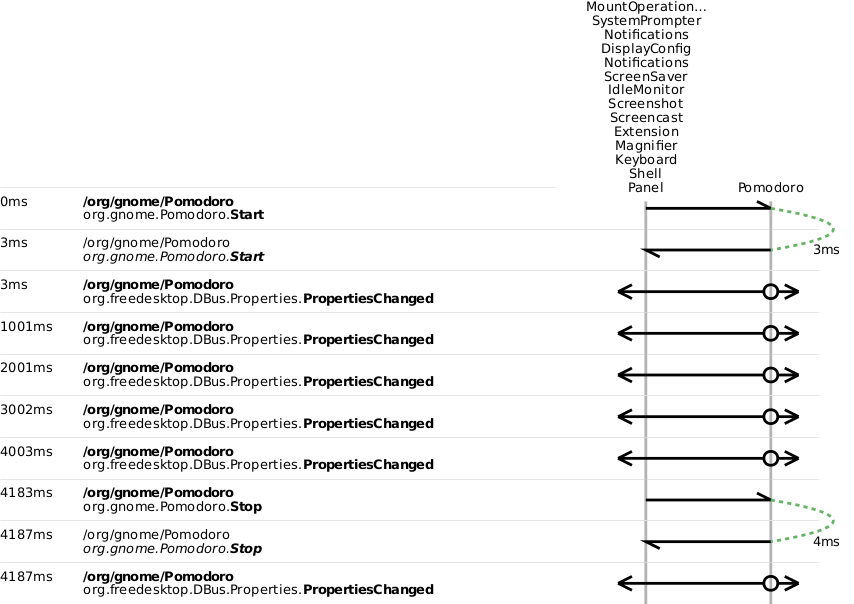 MountOperation...
SystemPrompter
Notifications
DisplayConfig
Notifications
ScreenSaver
IdleMonitor
Screenshot
Screencast
Extension
Magnifier
Keyboard
Shell
Panel Pomodoro
0ms /org/gnome/Pomodoro
org.gnome.Pomodoro.Start
3ms /org/gnome/Pomodoro
org.gnome.Pomodoro.Start
3ms
3ms /org/gnome/Pomodoro
org.freedesktop.DBus.Properties.PropertiesChanged
1001ms /org/gnome/Pomodoro
org.freedesktop.DBus.Properties.PropertiesChanged
2001ms /org/gnome/Pomodoro
org.freedesktop.DBus.Properties.PropertiesChanged
3002ms /org/gnome/Pomodoro
org.freedesktop.DBus.Properties.PropertiesChanged
4003ms /org/gnome/Pomodoro
org.freedesktop.DBus.Properties.PropertiesChanged
4183ms /org/gnome/Pomodoro
org.gnome.Pomodoro.Stop
4187ms /org/gnome/Pomodoro
org.gnome.Pomodoro.Stop
4ms
4187ms /org/gnome/Pomodoro
org.freedesktop.DBus.Properties.PropertiesChanged